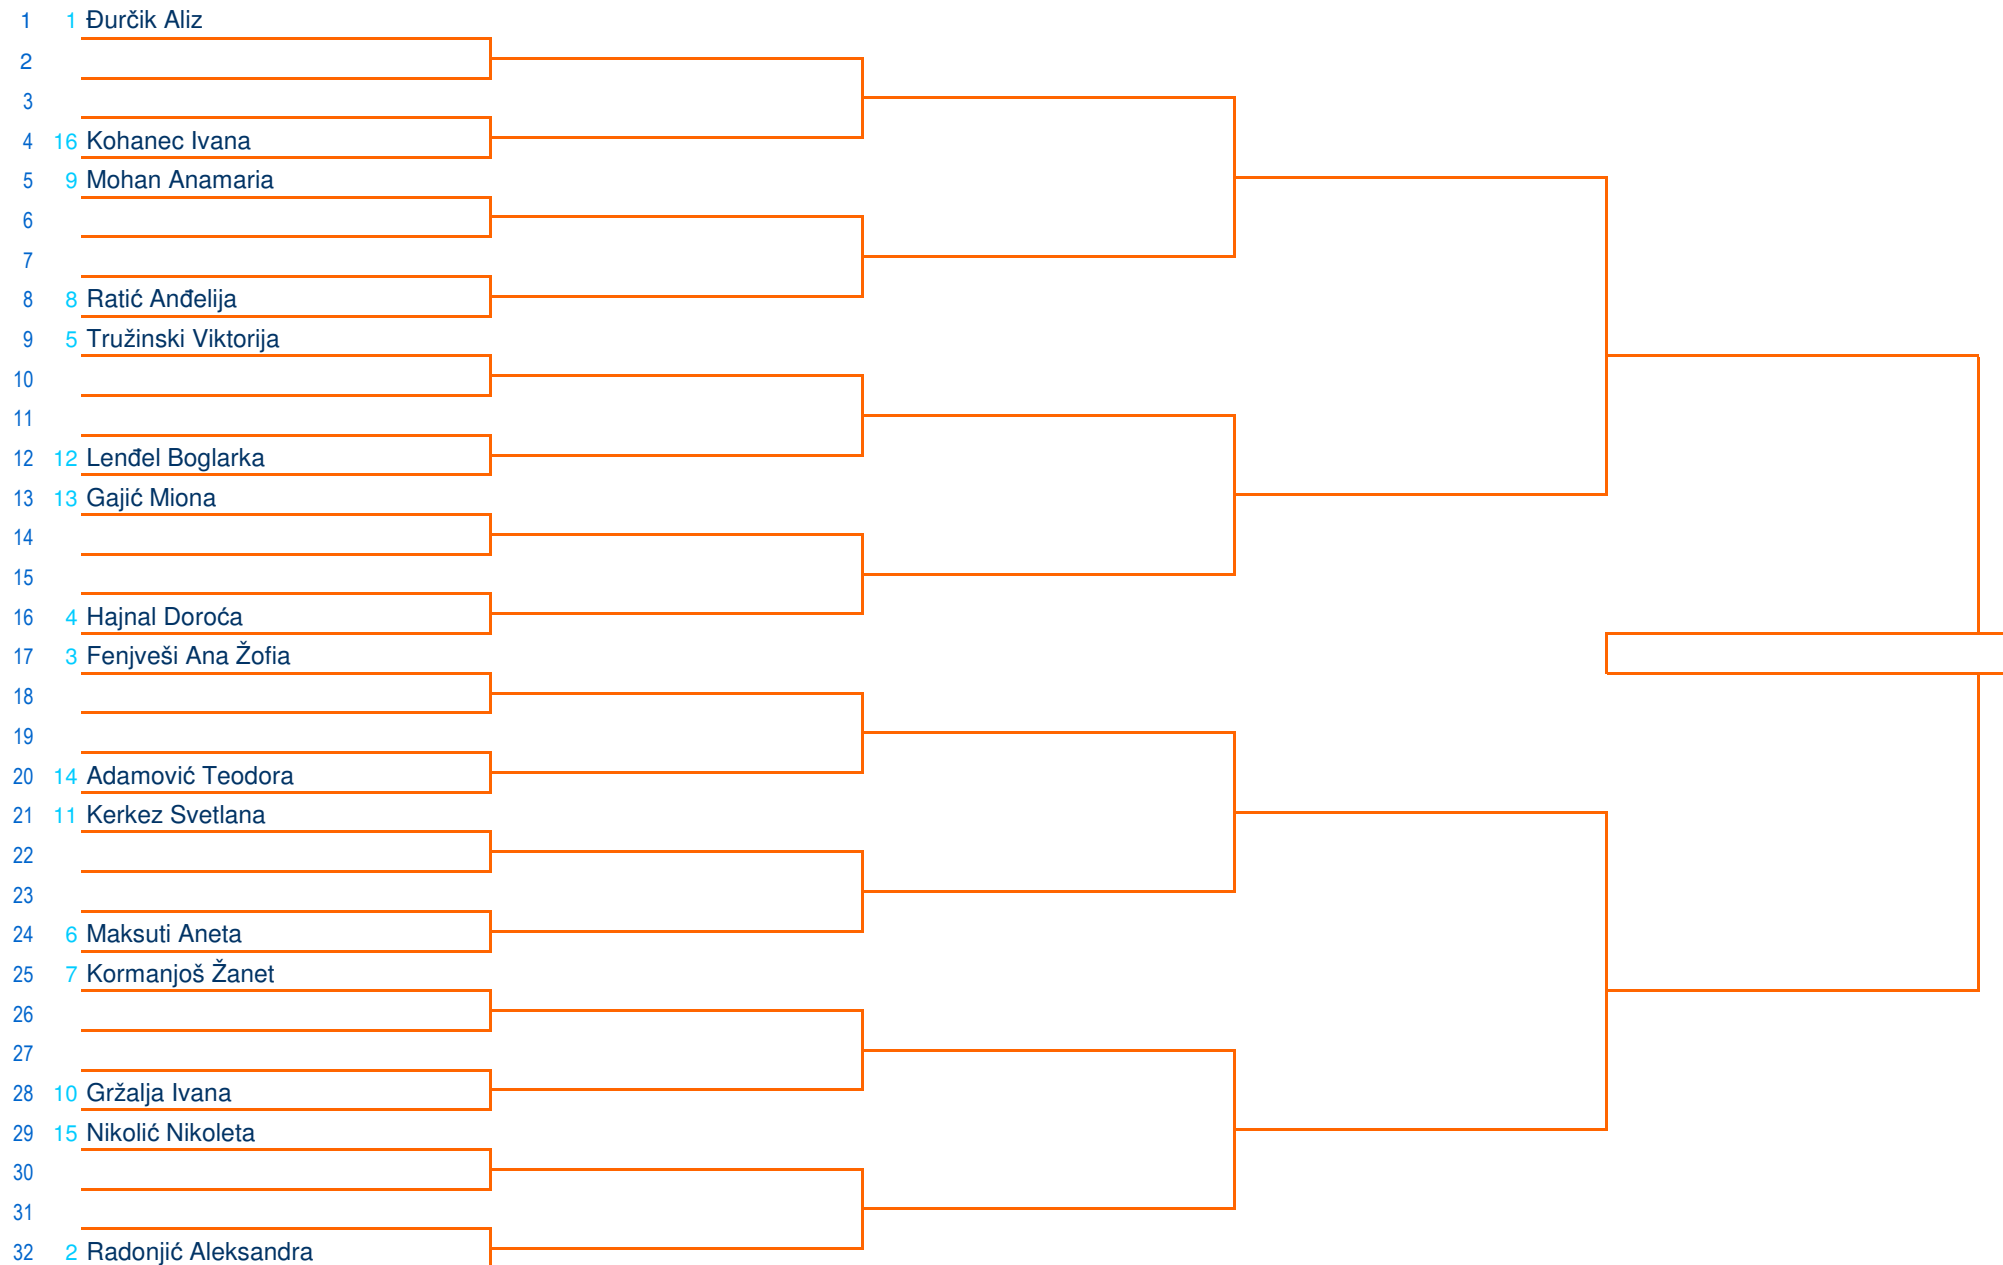 1 1 Đurčik Aliz
2
3
4 16 Kohanec Ivana
5 9 Mohan Anamaria
6
7
8 8 Ratić Anđelija
9 5 Tružinski Viktorija
10
11
12 12 Lenđel Boglarka
13 13 Gajić Miona
14
15
16 4 Hajnal Doroća
17 3 Fenjveši Ana Žofia
18
19
20 14 Adamović Teodora
21 11 Kerkez Svetlana
22
23
24 6 Maksuti Aneta
25 7 Kormanjoš Žanet
26
27
28 10 Gržalja Ivana
29 15 Nikolić Nikoleta
30
31
32 2 Radonjić Aleksandra